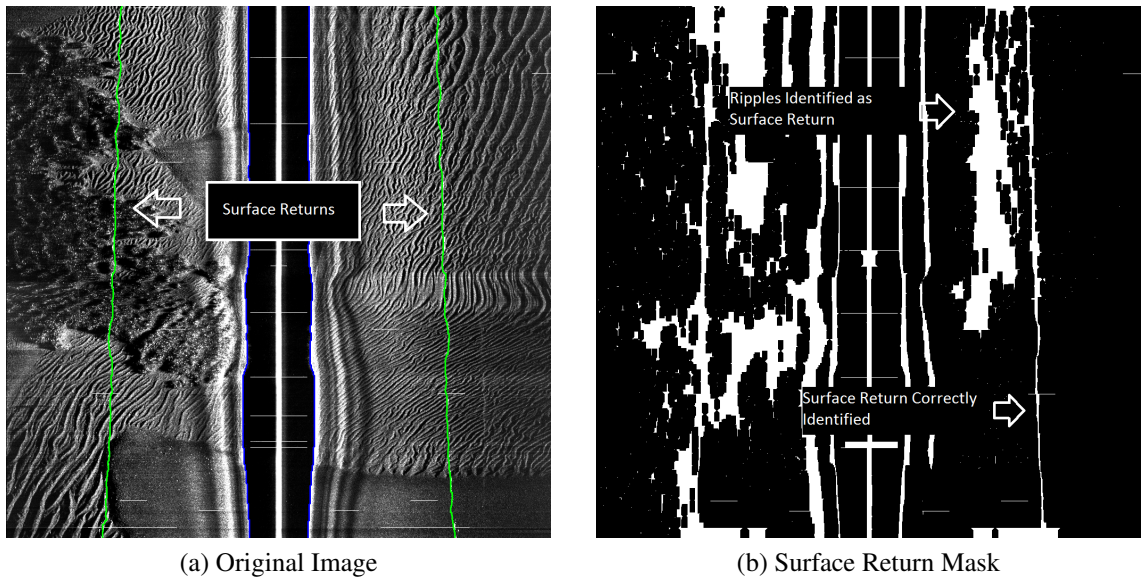 Surface Returns
Ripples Identified as
Surface Return
Surface Return Correctly
Identified
(a) Original Image
(b) Surface Return Mask